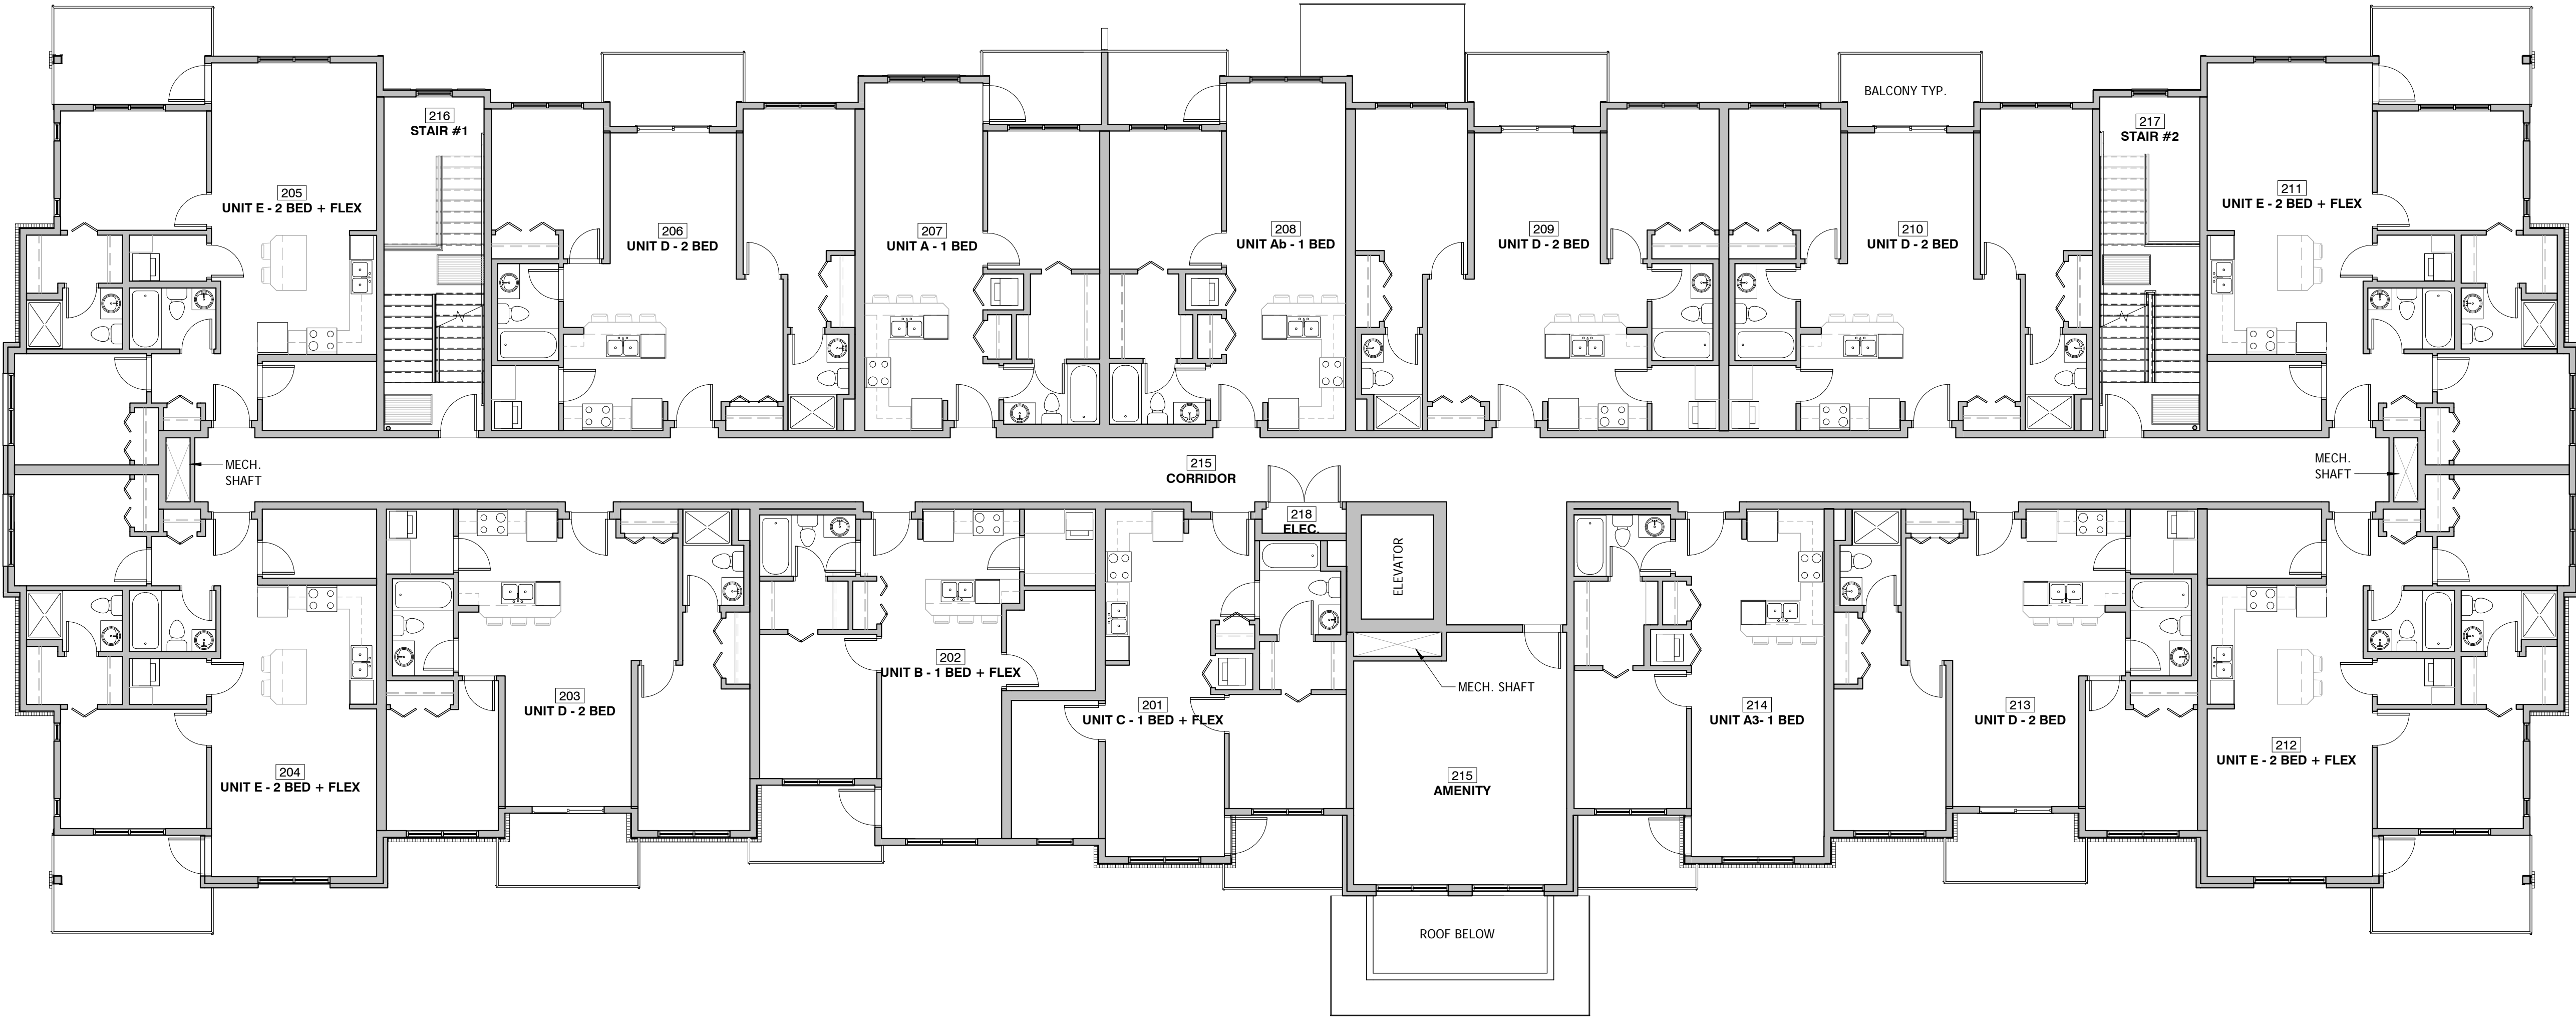 BALCONY TYP.
216
STAIR #1
217
STAIR #2
205
UNIT E - 2 BED + FLEX
206
UNIT D - 2 BED
207
UNIT A - 1 BED
208
UNIT Ab - 1 BED
209
UNIT D - 2 BED
210
UNIT D - 2 BED
211
UNIT E - 2 BED + FLEX
MECH.
SHAFT
215
CORRIDOR
MECH.
SHAFT
218
ELEC.
ELEVATOR
202
UNIT B - 1 BED + FLEX
MECH. SHAFT
203
UNIT D - 2 BED
201
UNIT C - 1 BED + FLEX
214
UNIT A3- 1 BED
213
UNIT D - 2 BED
204
UNIT E - 2 BED + FLEX
215
AMENITY
212
UNIT E - 2 BED + FLEX
ROOF BELOW